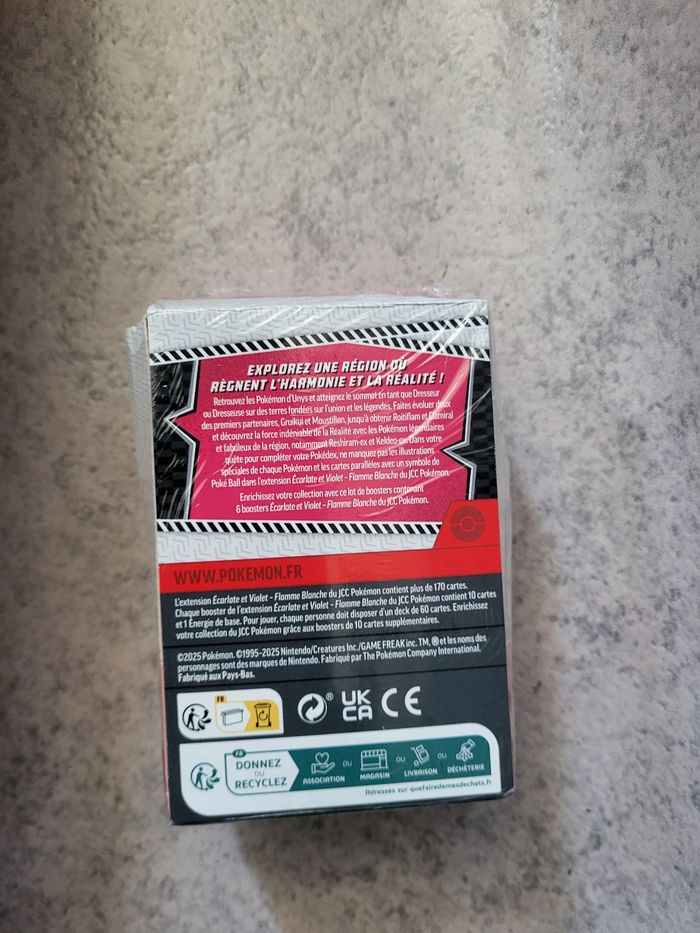 EXPLOREZ UNE RÉGION OÙ
RÈGNENT L'HARMONIE ET LA RÉALITÉ !
Retrouvez les Pokémon d'Unys et atteignez le sommet en tant que Dresseur
ou Dresseuse sur des terres fondées sur l'union et les légendes. Faites évoluer deux
des premiers partenaires, Gruikui et Moustillon, jusqu'à obtenir Roitiflam et Clamiral
et découvrez la force indéniable de la Réalité avec les Pokémon légendaires
et fabuleux de la région, notamment Reshiram-ex et Keldeo-ex. Dans votre
quête pour compléter votre Pokédex, ne manquez pas les illustrations
spéciales de chaque Pokémon et les cartes parallèles avec un symbole de
Poké Ball dans l'extension Écarlate et Violet – Flamme Blanche du JCC Pokémon.
Enrichissez votre collection avec ce lot de boosters contenant
6 boosters Écarlate et Violet – Flamme Blanche du JCC Pokémon.
WWW.POKEMON.FR
L'extension Écarlate et Violet – Flamme Blanche du JCC Pokémon contient plus de 170 cartes.
Chaque booster de l'extension Écarlate et Violet – Flamme Blanche du JCC Pokémon contient 10 cartes
et 1 Énergie de base. Pour jouer, chaque personne doit disposer d'un deck de 60 cartes. Enrichissez
votre collection du JCC Pokémon grâce aux boosters de 10 cartes supplémentaires.
©2025 Pokémon. ©1995-2025 Nintendo/Creatures Inc./GAME FREAK inc. TM, ® et les noms des
personnages sont des marques de Nintendo. Fabriqué par The Pokémon Company International.
Fabriqué aux Pays-Bas.
FR
® UK
CA CE
FR
DONNEZ
OU
RECYCLEZ
ASSOCIATION OU MAGASIN OU LIVRAISON OU DÉCHÈTERIE
Adresses sur quefairedemesdechets.fr